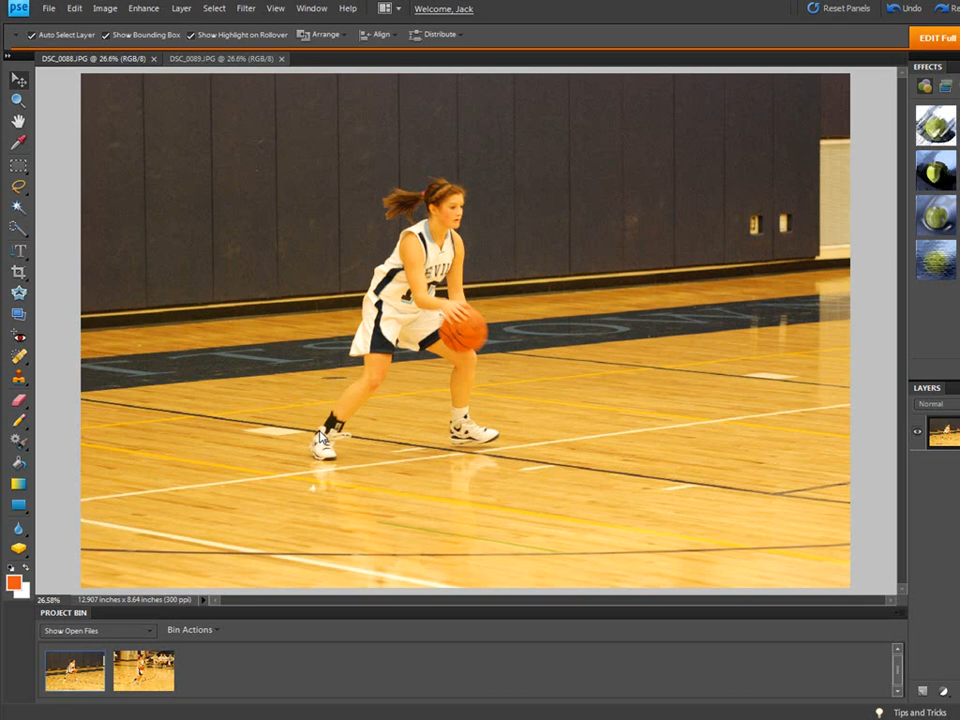 pse File Edit Image Enhance Layer Select Filter View Window Help Welcome, Jack Reset Panels Undo Re
Auto Select Layer Show Bounding Box Show Highlight on Rollover Arrange Align Distribute EDIT Full
DSC_0088.JPG @ 26.6% (RGB/8) × DSC_0089.JPG @ 26.6% (RGB/8) × EFFECTS
EVIL
LAYERS
Normal
26.58% 12.907 inches x 8.64 inches (300 ppi)
PROJECT BIN
Show Open Files Bin Actions
Tips and Tricks